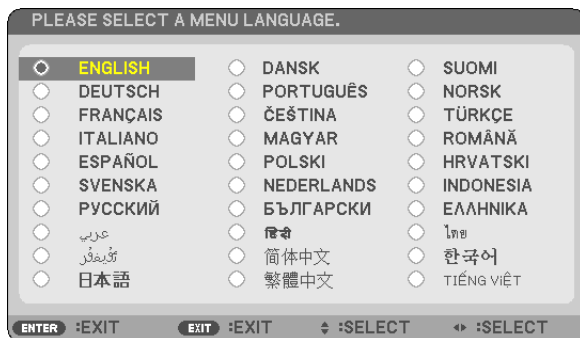 PLEASE SELECT A MENU LANGUAGE.
ENGLISH DANSK SUOMI
DEUTSCH PORTUGUÊS NORSK
FRANÇAIS ČEŠTINA TÜRKÇE
ITALIANO MAGYAR ROMÂNĂ
ESPAÑOL POLSKI HRVATSKI
SVENSKA NEDERLANDS INDONESIA
РУССКИЙ БЪЛГАРСКИ ΕΛΛΗΝΙΚΑ
عربي हिंदी ไทย
简体中文 한국어
日本語 繁體中文 TIẾNG VIỆT
ENTER :EXIT EXIT :EXIT :SELECT :SELECT